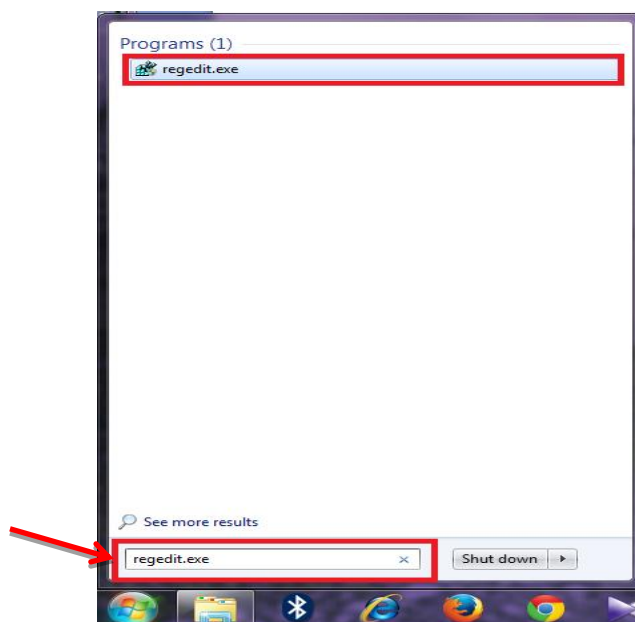 Programs (1)
regedit.exe
See more results
regedit.exe
Shut down